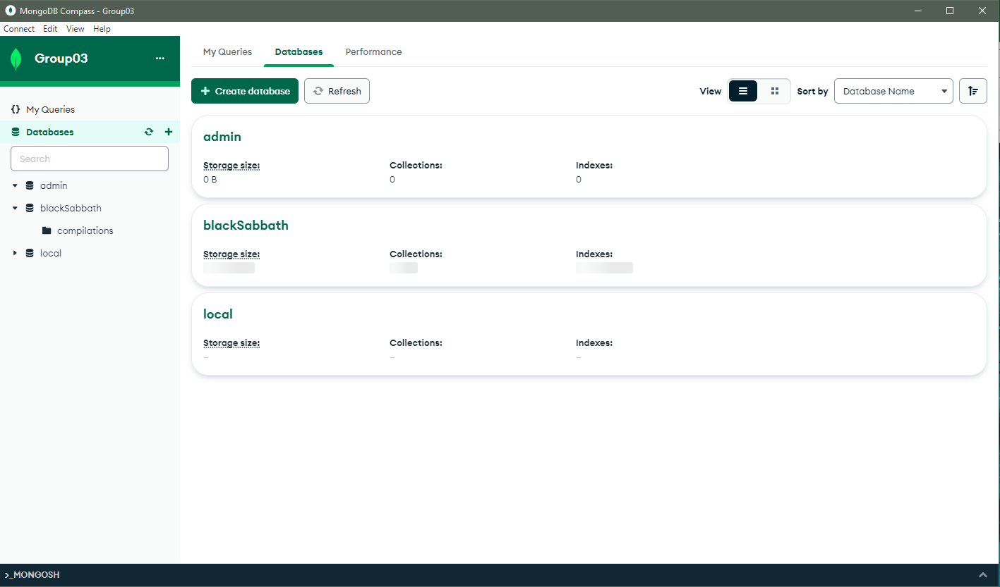 MongoDB Compass - Group03
Connect Edit View Help
Group03
My Queries Databases Performance
Create database Refresh View Sort by Database Name
{} My Queries
Databases
Search
admin
blackSabbath
compilations
local
admin
Storage size: Collections: Indexes:
0 B 0 0
blackSabbath
Storage size: Collections: Indexes:
local
Storage size: Collections: Indexes:
– – –
>_MONGOSH